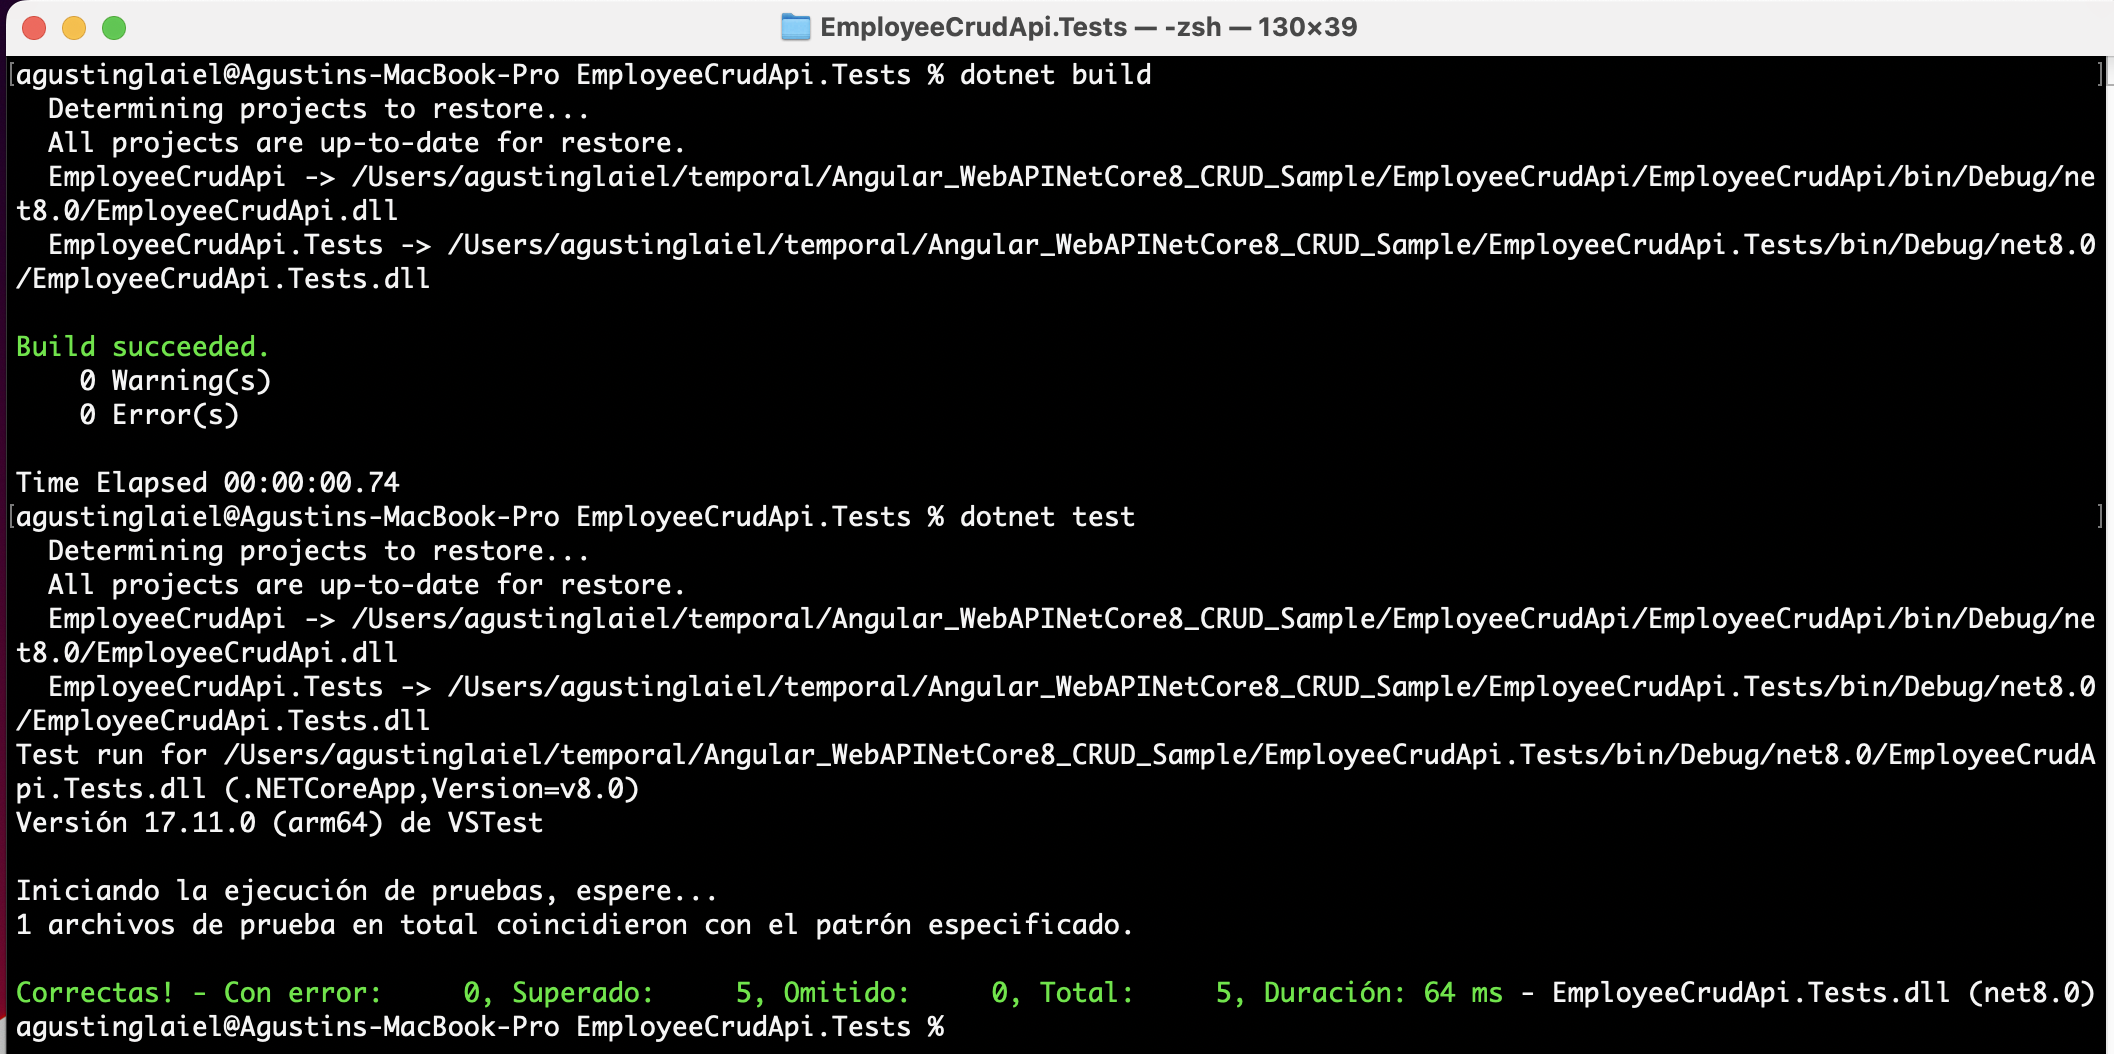 EmployeeCrudApi.Tests — -zsh — 130×39
[agustinglaiel@Agustins-MacBook-Pro EmployeeCrudApi.Tests % dotnet build ]
  Determining projects to restore...
  All projects are up-to-date for restore.
  EmployeeCrudApi -> /Users/agustinglaiel/temporal/Angular_WebAPINetCore8_CRUD_Sample/EmployeeCrudApi/EmployeeCrudApi/bin/Debug/ne
t8.0/EmployeeCrudApi.dll
  EmployeeCrudApi.Tests -> /Users/agustinglaiel/temporal/Angular_WebAPINetCore8_CRUD_Sample/EmployeeCrudApi.Tests/bin/Debug/net8.0
/EmployeeCrudApi.Tests.dll

Build succeeded.
    0 Warning(s)
    0 Error(s)

Time Elapsed 00:00:00.74
[agustinglaiel@Agustins-MacBook-Pro EmployeeCrudApi.Tests % dotnet test ]
  Determining projects to restore...
  All projects are up-to-date for restore.
  EmployeeCrudApi -> /Users/agustinglaiel/temporal/Angular_WebAPINetCore8_CRUD_Sample/EmployeeCrudApi/EmployeeCrudApi/bin/Debug/ne
t8.0/EmployeeCrudApi.dll
  EmployeeCrudApi.Tests -> /Users/agustinglaiel/temporal/Angular_WebAPINetCore8_CRUD_Sample/EmployeeCrudApi.Tests/bin/Debug/net8.0
/EmployeeCrudApi.Tests.dll
Test run for /Users/agustinglaiel/temporal/Angular_WebAPINetCore8_CRUD_Sample/EmployeeCrudApi.Tests/bin/Debug/net8.0/EmployeeCrudA
pi.Tests.dll (.NETCoreApp,Version=v8.0)
Versión 17.11.0 (arm64) de VSTest

Iniciando la ejecución de pruebas, espere...
1 archivos de prueba en total coincidieron con el patrón especificado.

Correctas! - Con error:     0, Superado:     5, Omitido:     0, Total:     5, Duración: 64 ms - EmployeeCrudApi.Tests.dll (net8.0)
agustinglaiel@Agustins-MacBook-Pro EmployeeCrudApi.Tests %